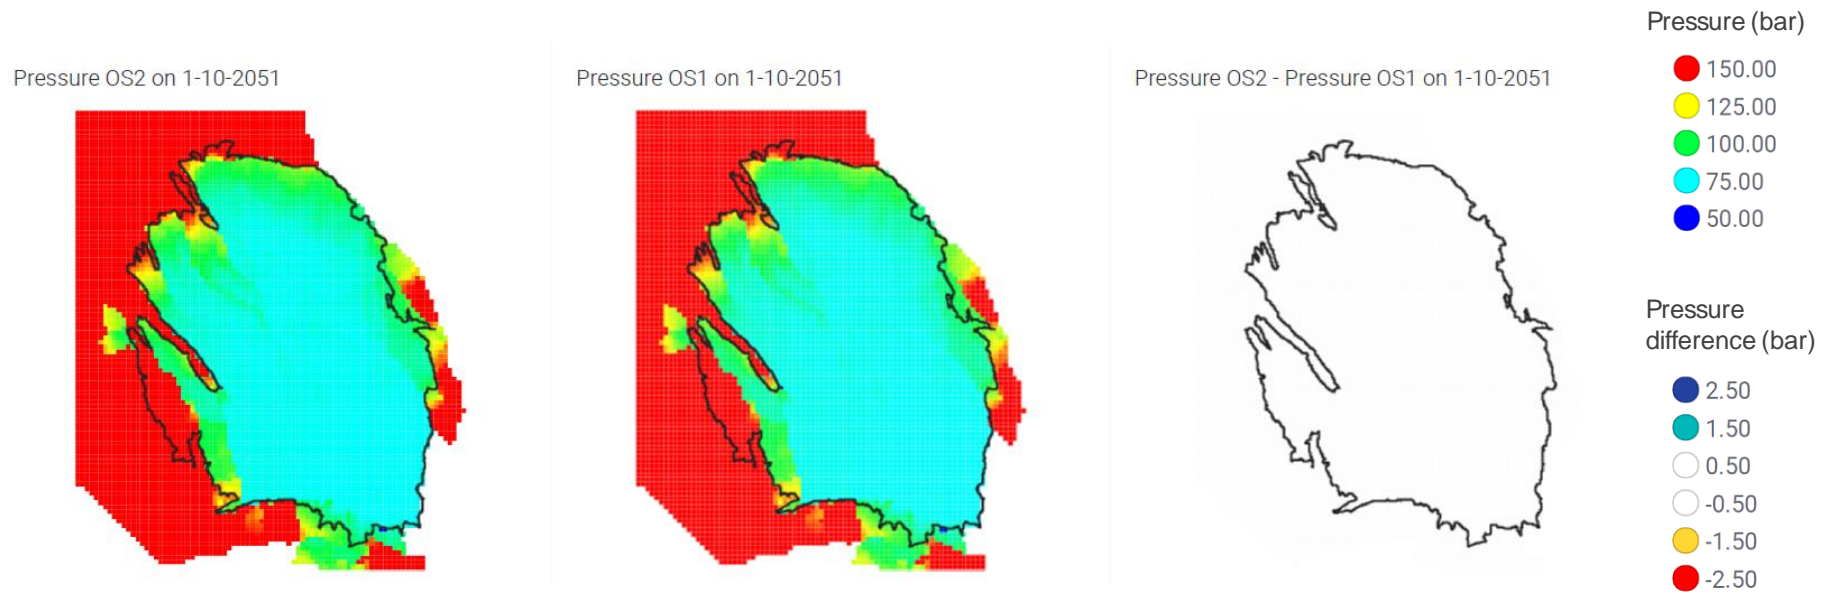 Pressure OS2 on 1-10-2051
Pressure OS1 on 1-10-2051
Pressure OS2 - Pressure OS1 on 1-10-2051
Pressure (bar)
150.00
125.00
100.00
75.00
50.00
Pressure
difference (bar)
2.50
1.50
0.50
-0.50
-1.50
-2.50